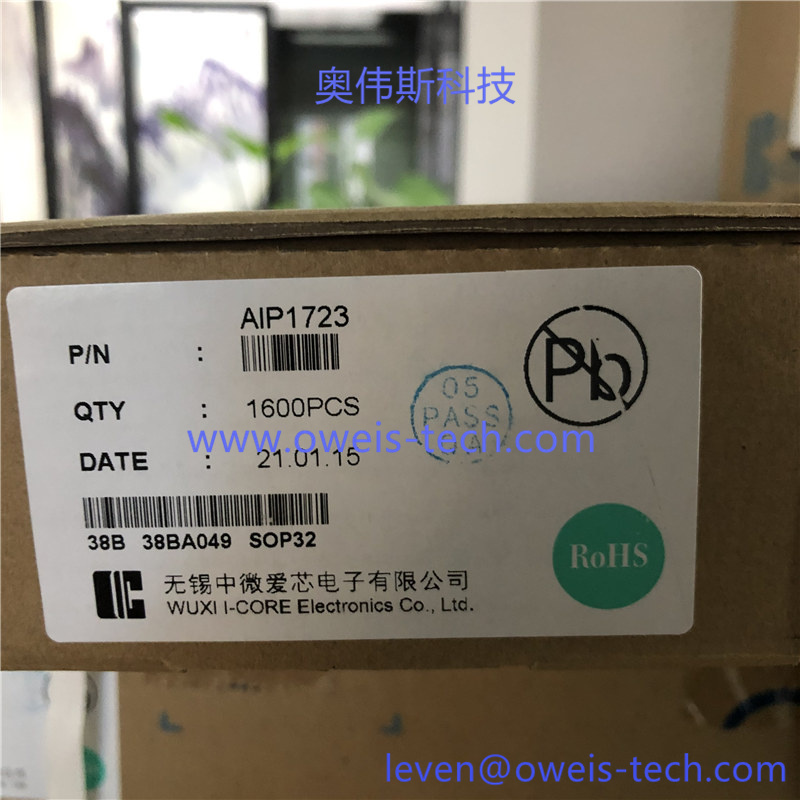 奥伟斯科技
AIP1723
P/N :
QTY : 1600PCS
05
PASS
QA
www.oweis-tech.com
DATE : 21.01.15
Pb
38B 38BA049 SOP32
RoHS
无锡中微爱芯电子有限公司
WUXI I-CORE Electronics Co., Ltd.
leven@oweis-tech.com